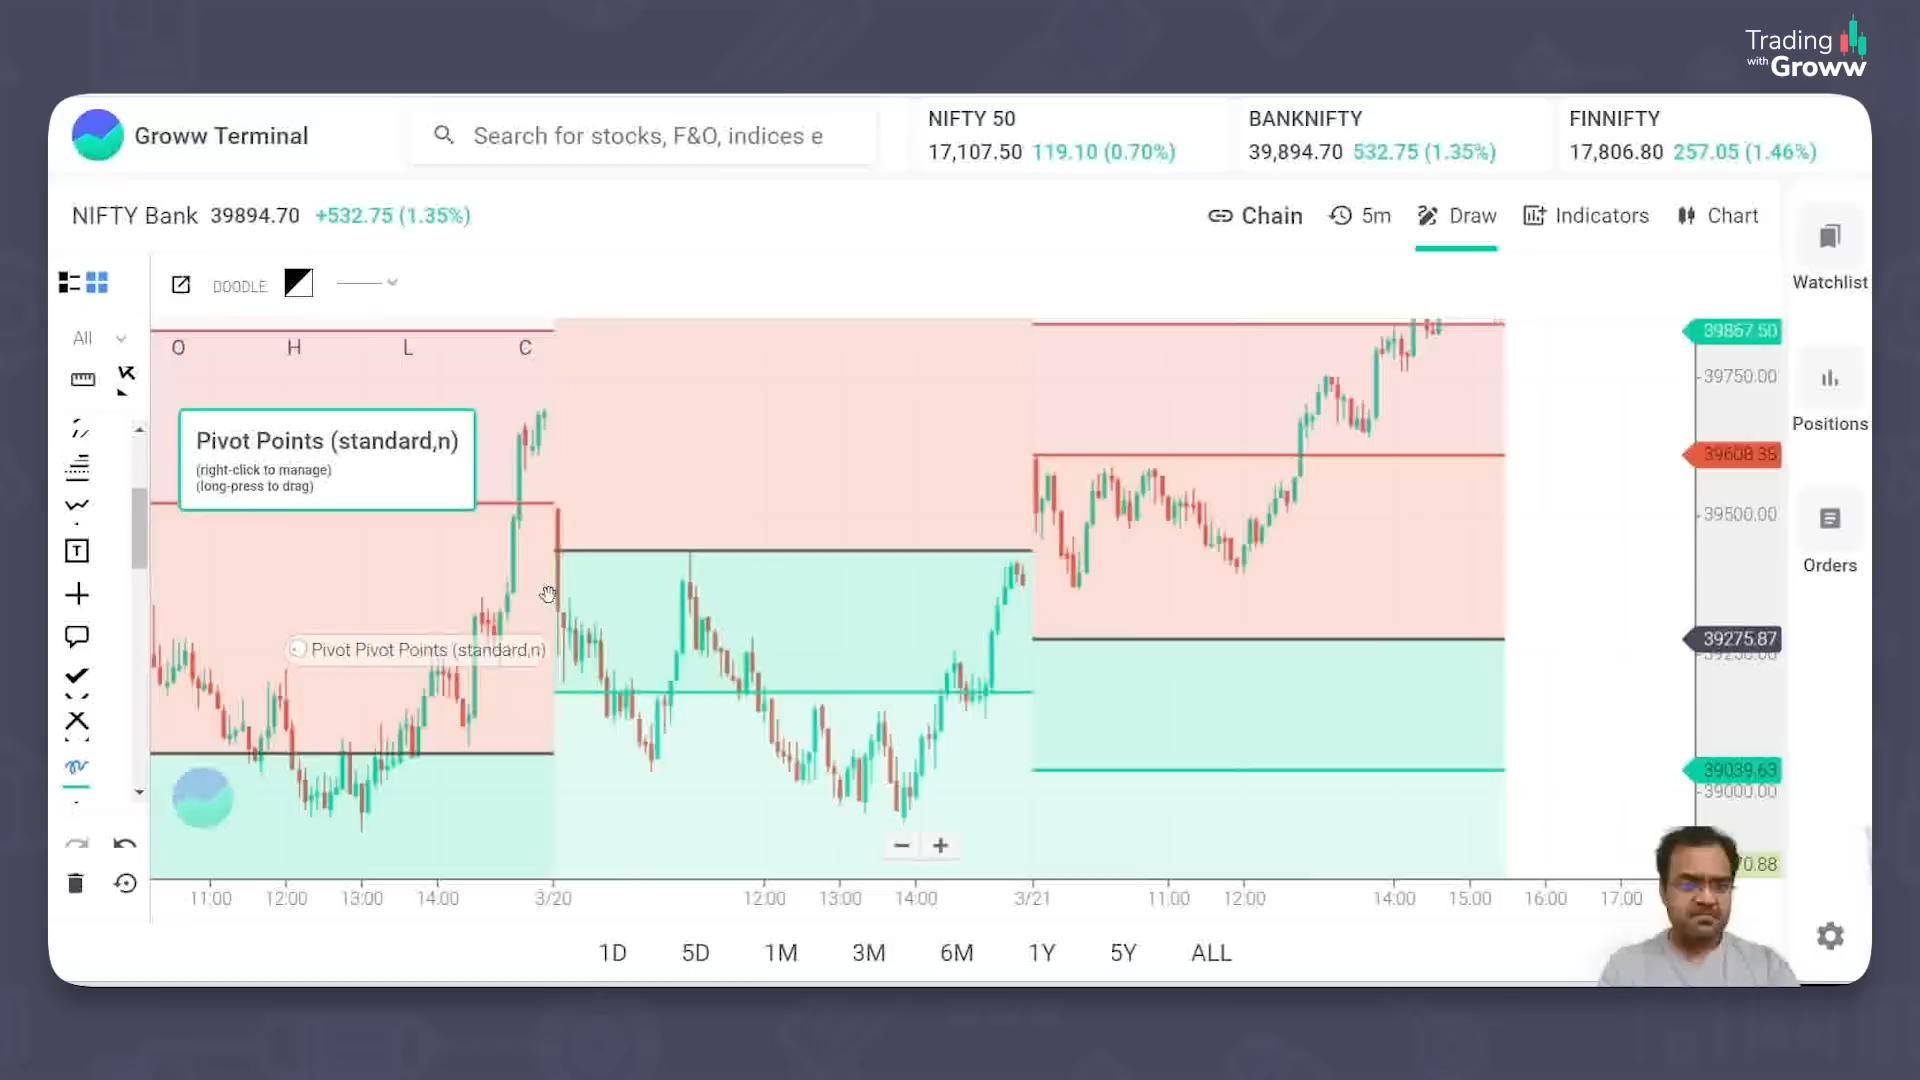 Trading
with Groww
Groww Terminal
Search for stocks, F&O, indices e
NIFTY 50
17,107.50 119.10 (0.70%)
BANKNIFTY
39,894.70 532.75 (1.35%)
FINNIFTY
17,806.80 257.05 (1.46%)
NIFTY Bank 39894.70 +532.75 (1.35%)
Chain 5m Draw Indicators Chart
Watchlist
Positions
Orders
DOODLE
All
O H L C
Pivot Points (standard,n)
(right-click to manage)
(long-press to drag)
Pivot Pivot Points (standard,n)
T
39867.50
39750.00
39608.35
39500.00
39275.87
39250.00
39039.63
39000.00
70.88
11:00 12:00 13:00 14:00 3/20 12:00 13:00 14:00 3/21 11:00 12:00 14:00 15:00 16:00 17:00
1D 5D 1M 3M 6M 1Y 5Y ALL